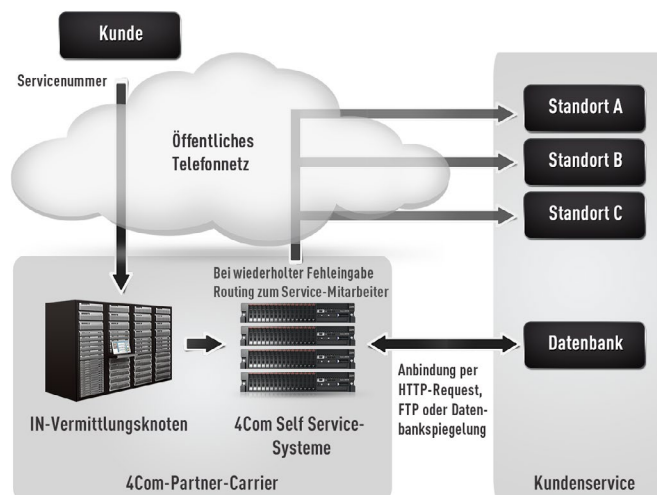 Kunde
Servicenummer
Öffentliches
Telefonnetz
Standort A
Standort B
Standort C
Bei wiederholter Fehleingabe
Routing zum Service-Mitarbeiter
Datenbank
Anbindung per
HTTP-Request,
FTP oder Daten-
bankspiegelung
IN-Vermittlungsknoten
4Com Self Service-
Systeme
4Com-Partner-Carrier
Kundenservice